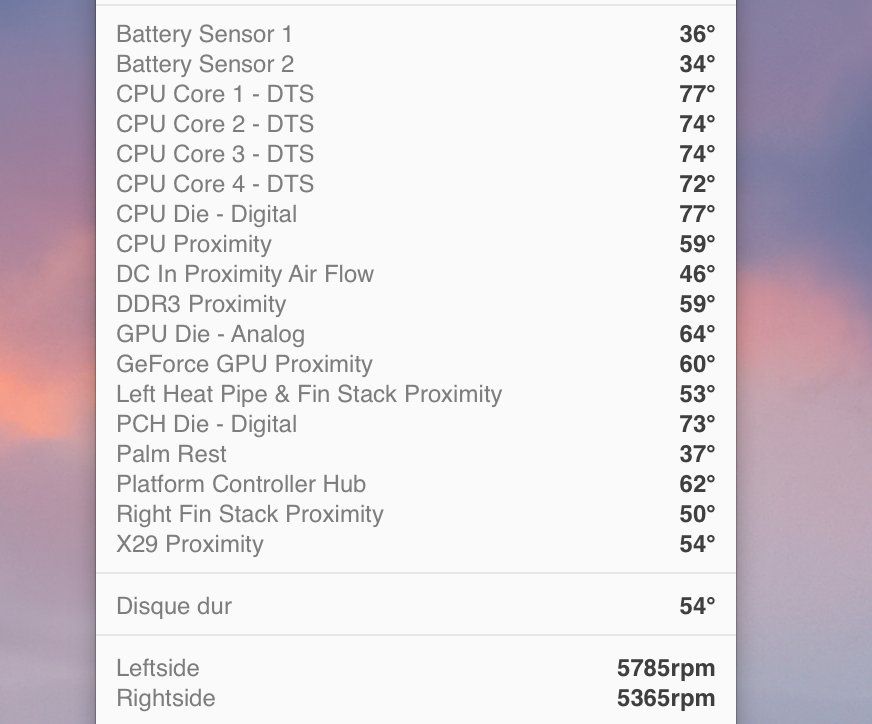 Battery Sensor 1 36°
Battery Sensor 2 34°
CPU Core 1 - DTS 77°
CPU Core 2 - DTS 74°
CPU Core 3 - DTS 74°
CPU Core 4 - DTS 72°
CPU Die - Digital 77°
CPU Proximity 59°
DC In Proximity Air Flow 46°
DDR3 Proximity 59°
GPU Die - Analog 64°
GeForce GPU Proximity 60°
Left Heat Pipe & Fin Stack Proximity 53°
PCH Die - Digital 73°
Palm Rest 37°
Platform Controller Hub 62°
Right Fin Stack Proximity 50°
X29 Proximity 54°
Disque dur 54°
Leftside 5785rpm
Rightside 5365rpm